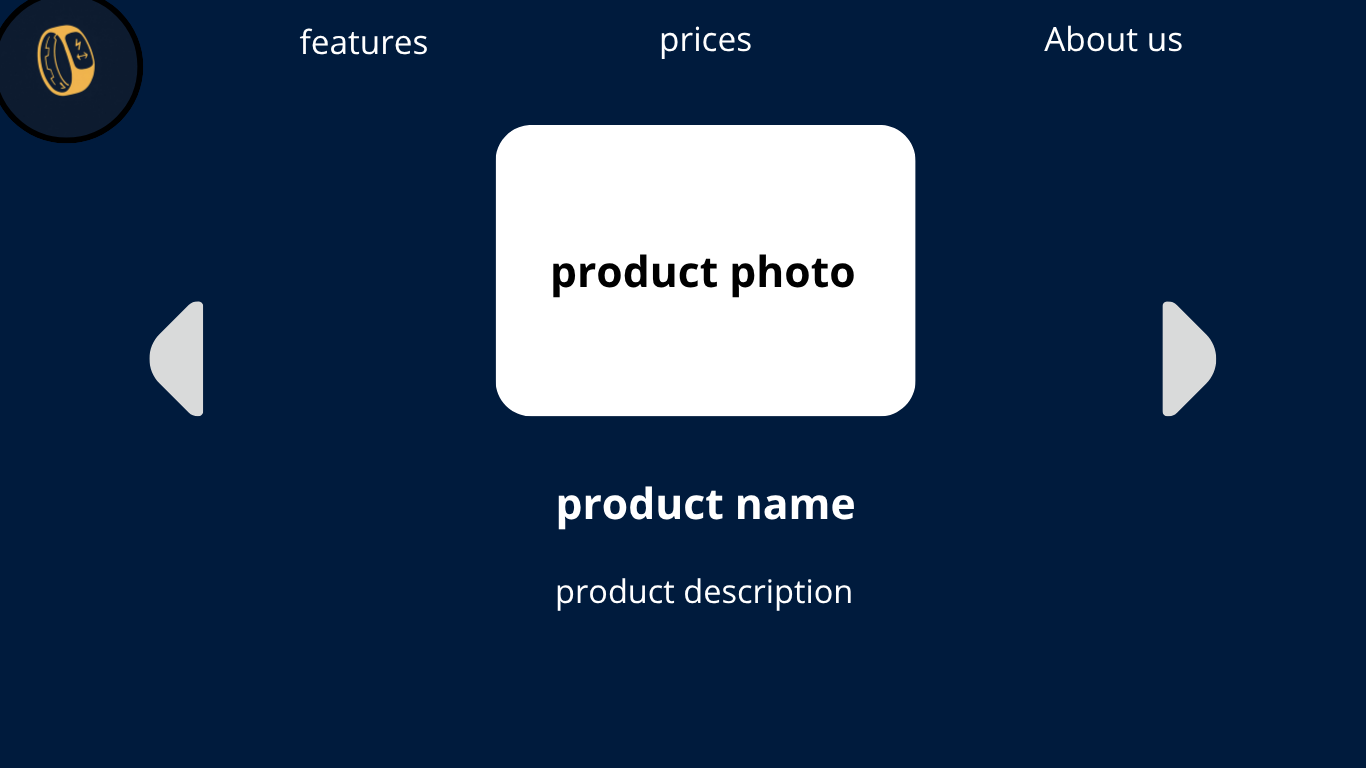 features
prices
About us
product photo
product name
product description